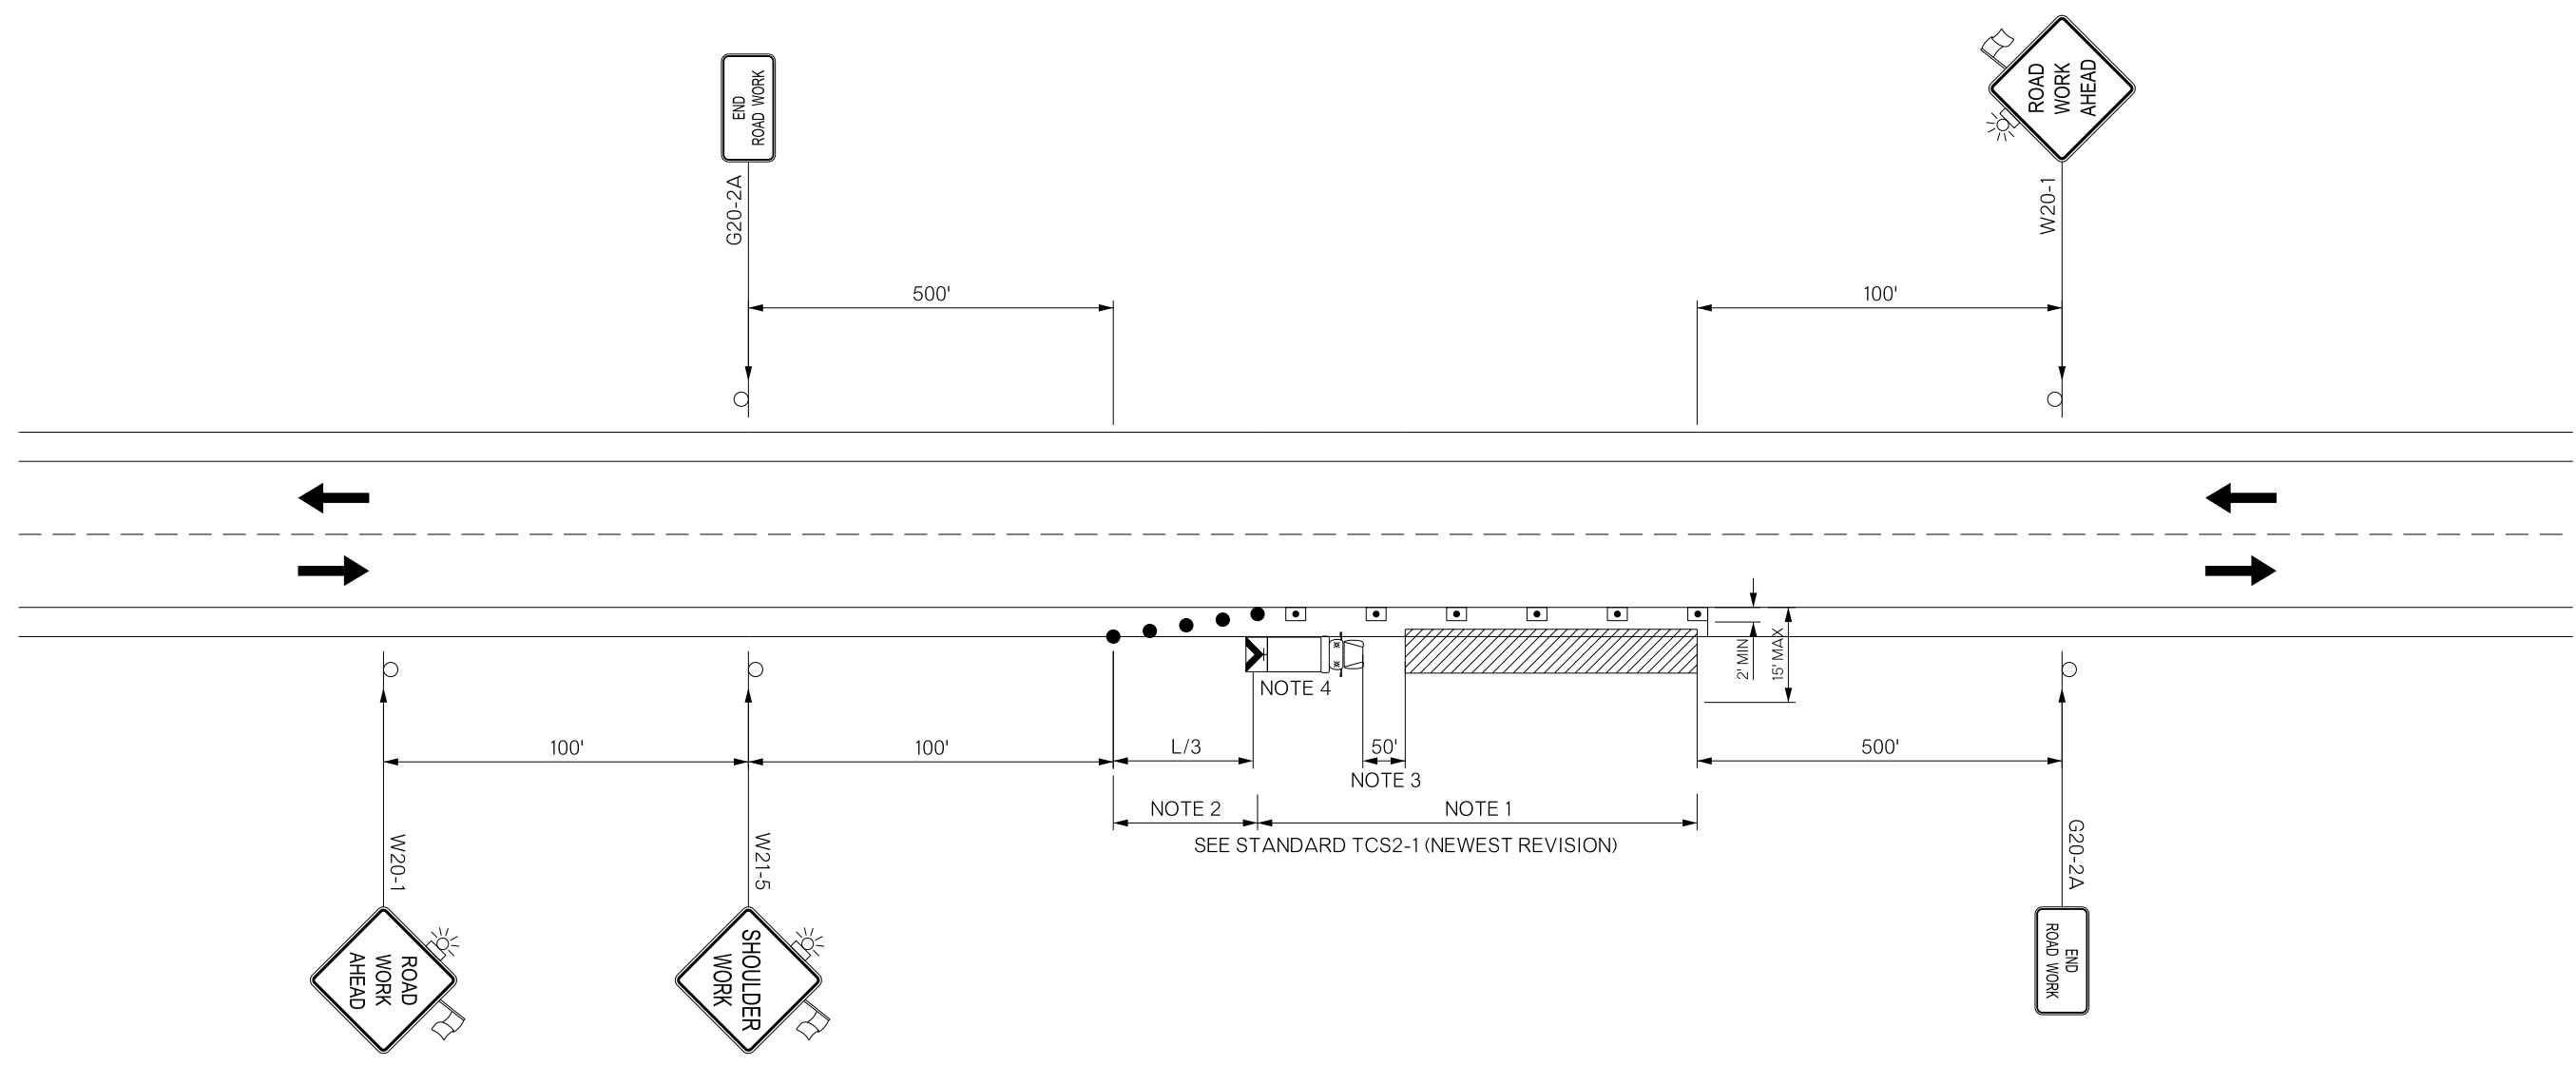 END
ROAD WORK
G20-2A
ROAD
WORK
AHEAD
W20-1
500'
100'
2' MIN
15' MAX
NOTE 4
100'
100'
L/3
50'
500'
NOTE 3
NOTE 2
NOTE 1
SEE STANDARD TCS2-1 (NEWEST REVISION)
W20-1
W21-5
G20-2A
ROAD
WORK
AHEAD
SHOULDER
WORK
END
ROAD WORK